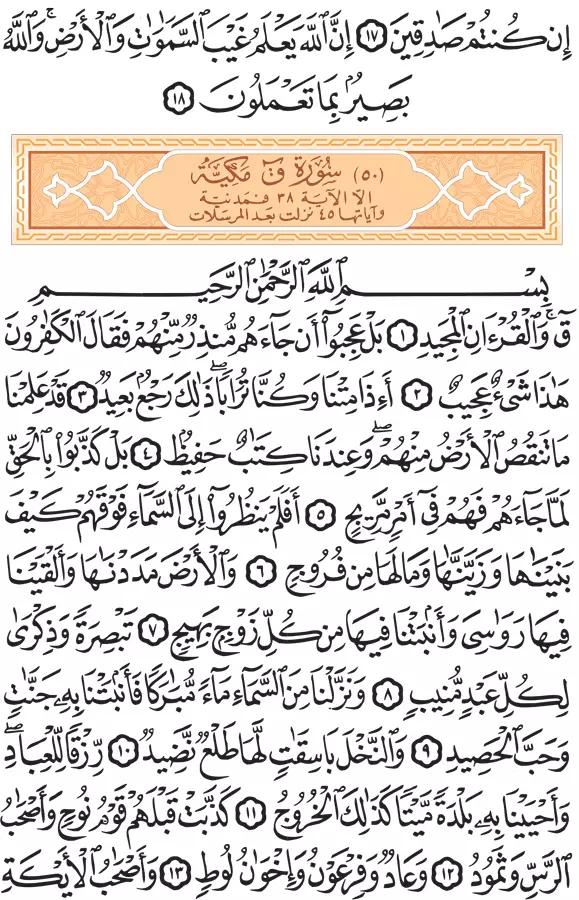 إِن كُنتُمْ صَٰدِقِينَ ١٧ إِنَّ ٱللَّهَ يَعْلَمُ غَيْبَ ٱلسَّمَٰوَٰتِ وَٱلْأَرْضِ ۚ وَٱللَّهُ
بَصِيرٌۢ بِمَا تَعْمَلُونَ ١٨
(٥٠) سُورَة ق مَكيّة
الا الآية ٣٨ فمدنية
وآياتها ٤٥ نزلت بعد المرسلات
بِسْمِ ٱللَّهِ ٱلرَّحْمَٰنِ ٱلرَّحِيمِ
قٓ ۚ وَٱلْقُرْءَانِ ٱلْمَجِيدِ ١ بَلْ عَجِبُوٓا۟ أَن جَآءَهُم مُّنذِرٌ مِّنْهُمْ فَقَالَ ٱلْكَٰفِرُونَ
هَٰذَا شَىْءٌ عَجِيبٌ ٢ أَءِذَا مِتْنَا وَكُنَّا تُرَابًا ۖ ذَٰلِكَ رَجْعٌۢ بَعِيدٌ ٣ قَدْ عَلِمْنَا
مَا تَنقُصُ ٱلْأَرْضُ مِنْهُمْ ۖ وَعِندَنَا كِتَٰبٌ حَفِيظٌۢ ٤ بَلْ كَذَّبُوا۟ بِٱلْحَقِّ
لَمَّا جَآءَهُمْ فَهُمْ فِىٓ أَمْرٍ مَّرِيجٍ ٥ أَفَلَمْ يَنظُرُوٓا۟ إِلَى ٱلسَّمَآءِ فَوْقَهُمْ كَيْفَ
بَنَيْنَٰهَا وَزَيَّنَّٰهَا وَمَا لَهَا مِن فُرُوجٍ ٦ وَٱلْأَرْضَ مَدَدْنَٰهَا وَأَلْقَيْنَا
فِيهَا رَوَٰسِىَ وَأَنۢبَتْنَا فِيهَا مِن كُلِّ زَوْجٍۭ بَهِيجٍ ٧ تَبْصِرَةً وَذِكْرَىٰ
لِكُلِّ عَبْدٍ مُّنِيبٍ ٨ وَنَزَّلْنَا مِنَ ٱلسَّمَآءِ مَآءً مُّبَٰرَكًا فَأَنۢبَتْنَا بِهِۦ جَنَّٰتٍ
وَحَبَّ ٱلْحَصِيدِ ٩ وَٱلنَّخْلَ بَاسِقَٰتٍ لَّهَا طَلْعٌ نَّضِيدٌ ١٠ رِّزْقًا لِّلْعِبَادِ ۖ
وَأَحْيَيْنَا بِهِۦ بَلْدَةً مَّيْتًا ۚ كَذَٰلِكَ ٱلْخُرُوجُ ١١ كَذَّبَتْ قَبْلَهُمْ قَوْمُ نُوحٍ وَأَصْحَٰبُ
ٱلرَّسِّ وَثَمُودُ ١٢ وَعَادٌ وَفِرْعَوْنُ وَإِخْوَٰنُ لُوطٍ ١٣ وَأَصْحَٰبُ ٱلْأَيْكَةِ